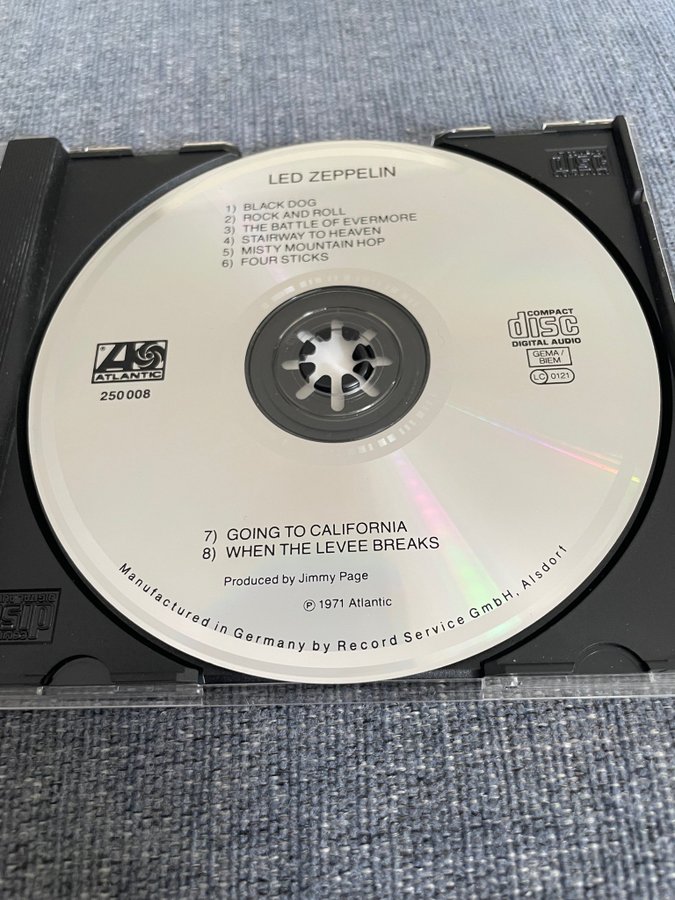 LED ZEPPELIN
1) BLACK DOG
2) ROCK AND ROLL
3) THE BATTLE OF EVERMORE
4) STAIRWAY TO HEAVEN
5) MISTY MOUNTAIN HOP
6) FOUR STICKS
COMPACT
disc
DIGITAL AUDIO
GEMA/
BIEM
LC 0121
ATLANTIC
250 008
7) GOING TO CALIFORNIA
8) WHEN THE LEVEE BREAKS
Produced by Jimmy Page
℗ 1971 Atlantic
Manufactured in Germany by Record Service GmbH, Alsdorf
disc